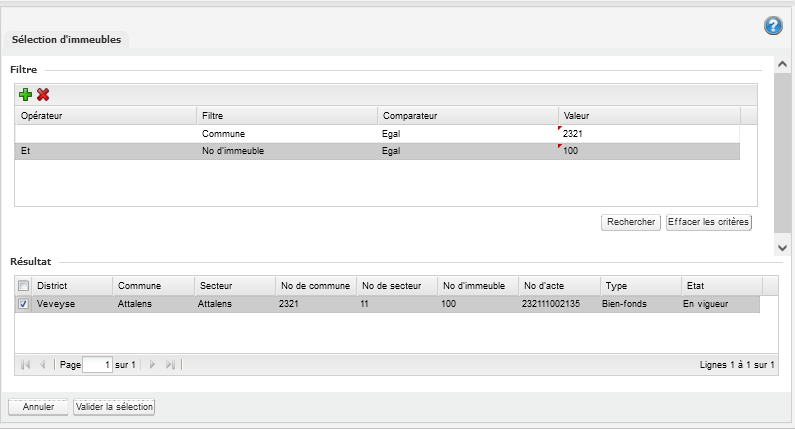 Sélection d'immeubles
Filtre
Opérateur Filtre Comparateur Valeur
Commune Egal 2321
Et No d'immeuble Egal 100
Rechercher Effacer les critères
Résultat
District Commune Secteur No de commune No de secteur No d'immeuble No d'acte Type Etat
Veveyse Attalens Attalens 2321 11 100 232111002135 Bien-fonds En vigueur
Page 1 sur 1 Lignes 1 à 1 sur 1
Annuler Valider la sélection